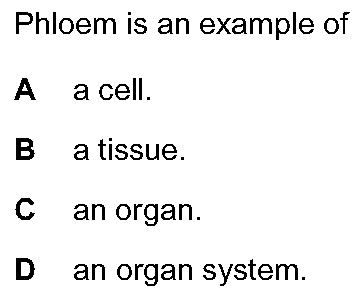 Phloem is an example of
A a cell.
B a tissue.
C an organ.
D an organ system.